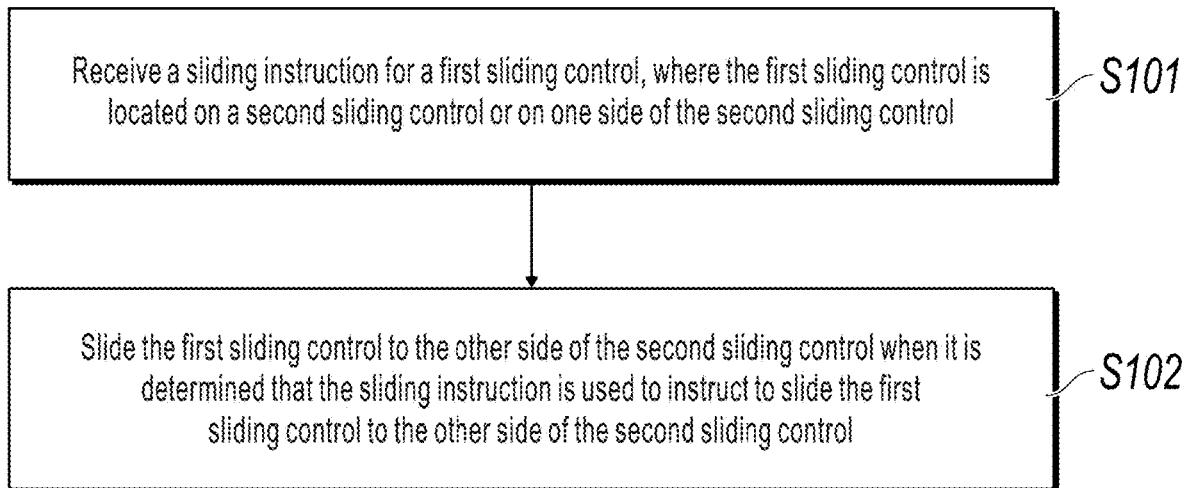 Receive a sliding instruction for a first sliding control, where the first sliding control is
located on a second sliding control or on one side of the second sliding control
S101
Slide the first sliding control to the other side of the second sliding control when it is
determined that the sliding instruction is used to instruct to slide the first
sliding control to the other side of the second sliding control
S102